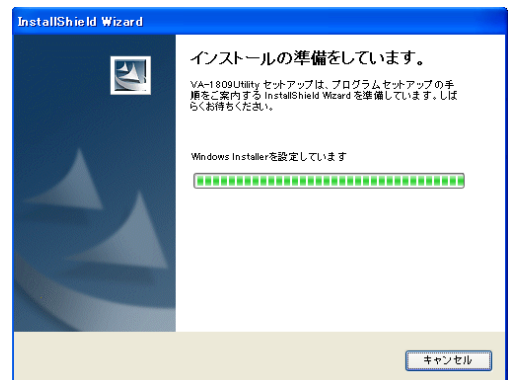 InstallShield Wizard
インストールの準備をしています。
VA-1809Utility セットアップは、プログラムセットアップの手
順をご案内する InstallShield Wizard を準備しています。しば
らくお待ちください。
Windows Installerを設定しています
キャンセル